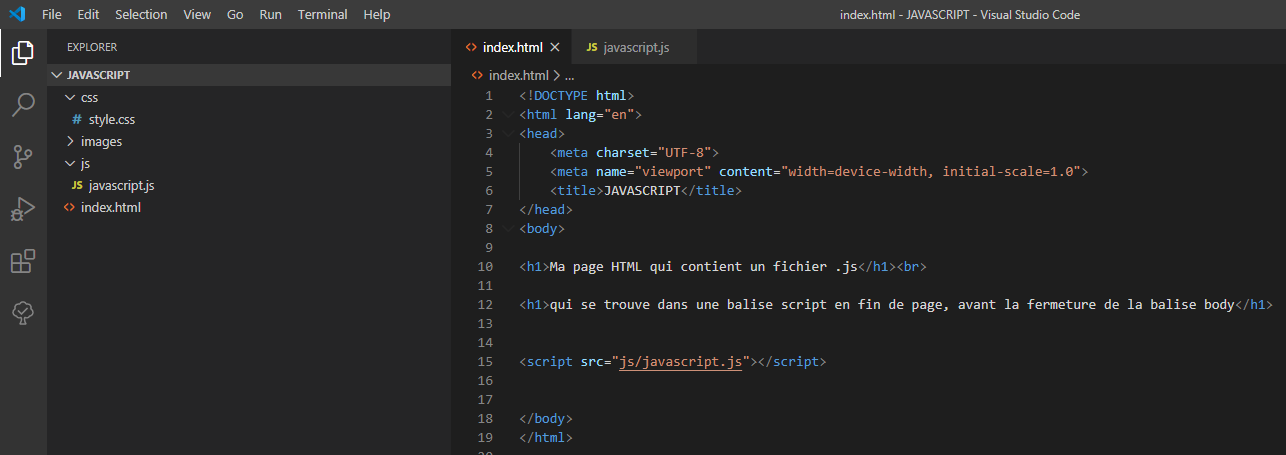 File Edit Selection View Go Run Terminal Help
index.html - JAVASCRIPT - Visual Studio Code
EXPLORER
JAVASCRIPT
css
# style.css
images
js
JS javascript.js
<> index.html
<> index.html
JS javascript.js
<> index.html > ...
1 <!DOCTYPE html>
2 <html lang="en">
3 <head>
4 <meta charset="UTF-8">
5 <meta name="viewport" content="width=device-width, initial-scale=1.0">
6 <title>JAVASCRIPT</title>
7 </head>
8 <body>
9
10 <h1>Ma page HTML qui contient un fichier .js</h1><br>
11
12 <h1>qui se trouve dans une balise script en fin de page, avant la fermeture de la balise body</h1>
13
14
15 <script src="js/javascript.js"></script>
16
17
18 </body>
19 </html>